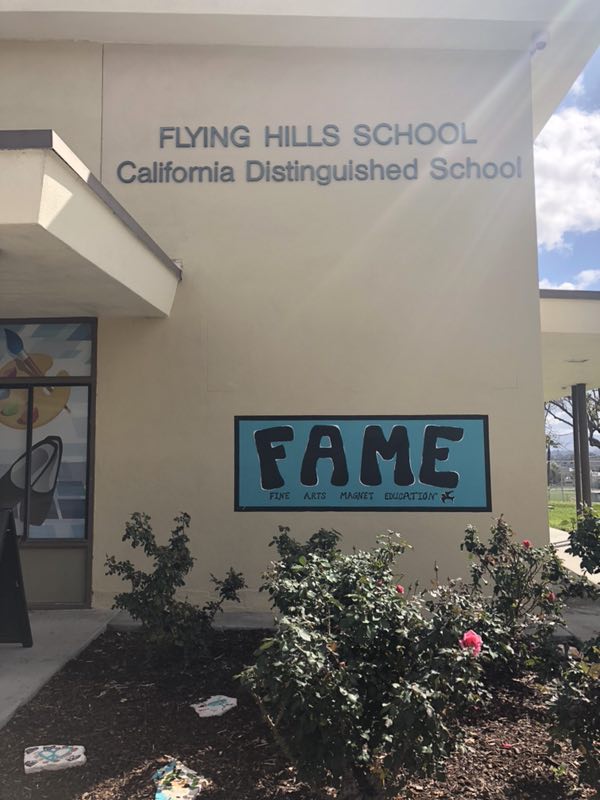 FLYING HILLS SCHOOL
California Distinguished School
FAME
FINE ARTS MAGNET EDUCATION